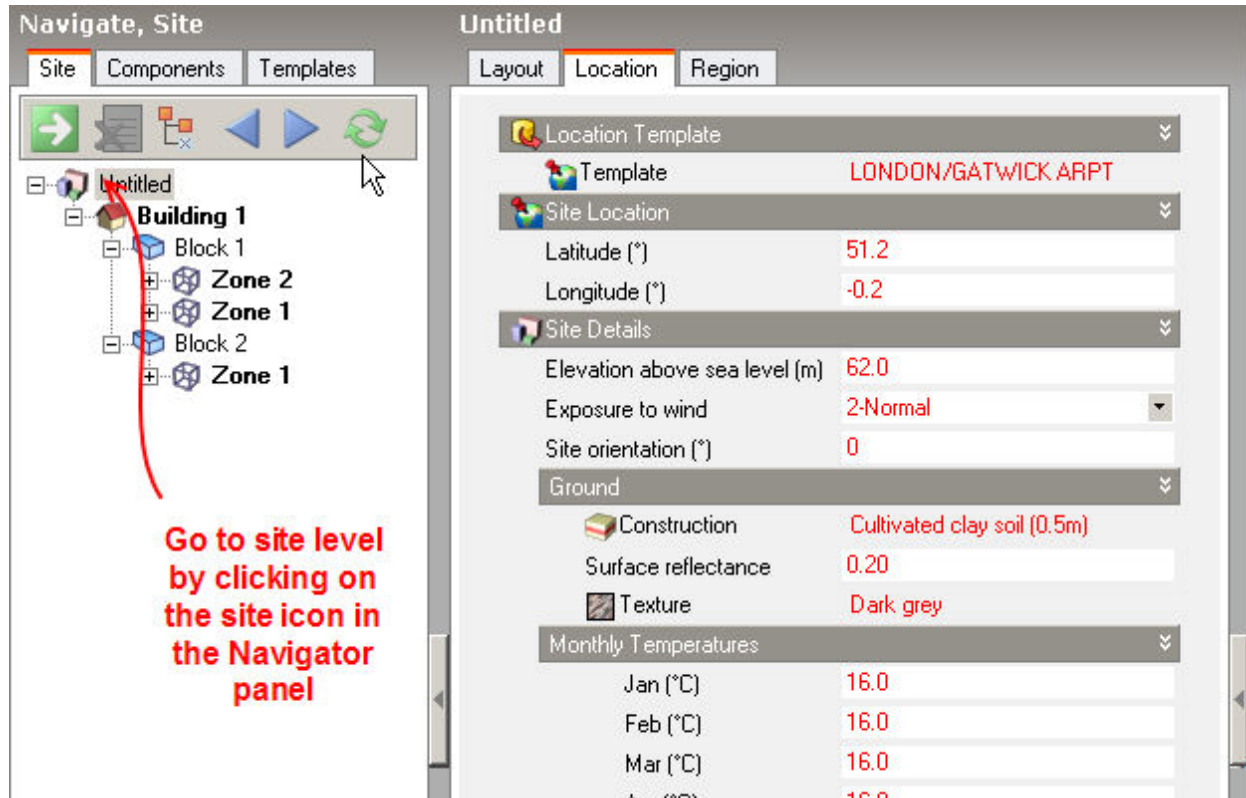 Navigate, Site
Site Components Templates
Untitled
Building 1
Block 1
Zone 2
Zone 1
Block 2
Zone 1
Go to site level
by clicking on
the site icon in
the Navigator
panel
Untitled
Layout Location Region
Location Template
Template LONDON/GATWICK ARPT
Site Location
Latitude (°) 51.2
Longitude (°) -0.2
Site Details
Elevation above sea level (m) 62.0
Exposure to wind 2-Normal
Site orientation (°) 0
Ground
Construction Cultivated clay soil (0.5m)
Surface reflectance 0.20
Texture Dark grey
Monthly Temperatures
Jan (°C) 16.0
Feb (°C) 16.0
Mar (°C) 16.0